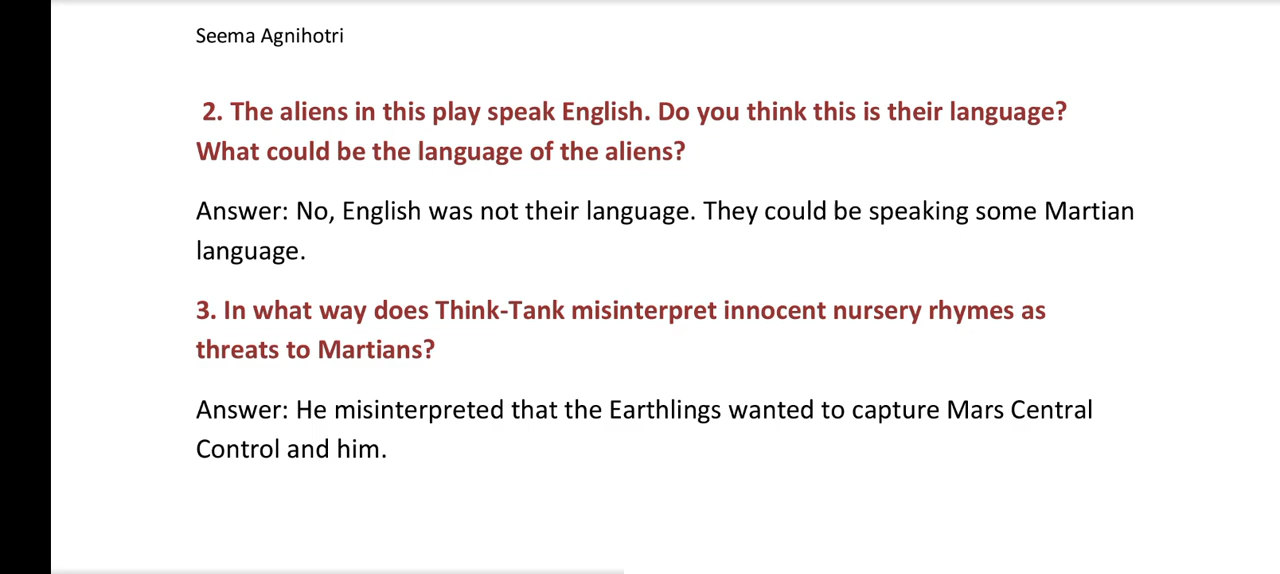 Seema Agnihotri
2. The aliens in this play speak English. Do you think this is their language?
What could be the language of the aliens?
Answer: No, English was not their language. They could be speaking some Martian
language.
3. In what way does Think-Tank misinterpret innocent nursery rhymes as
threats to Martians?
Answer: He misinterpreted that the Earthlings wanted to capture Mars Central
Control and him.